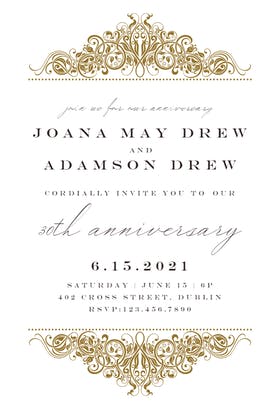 join us for our anniversary
JOANA MAY DREW
AND
ADAMSON DREW
CORDIALLY INVITE YOU TO OUR
30th anniversary
6.15.2021
SATURDAY | JUNE 15 | 6P
402 CROSS STREET, DUBLIN
RSVP:123.456.7890